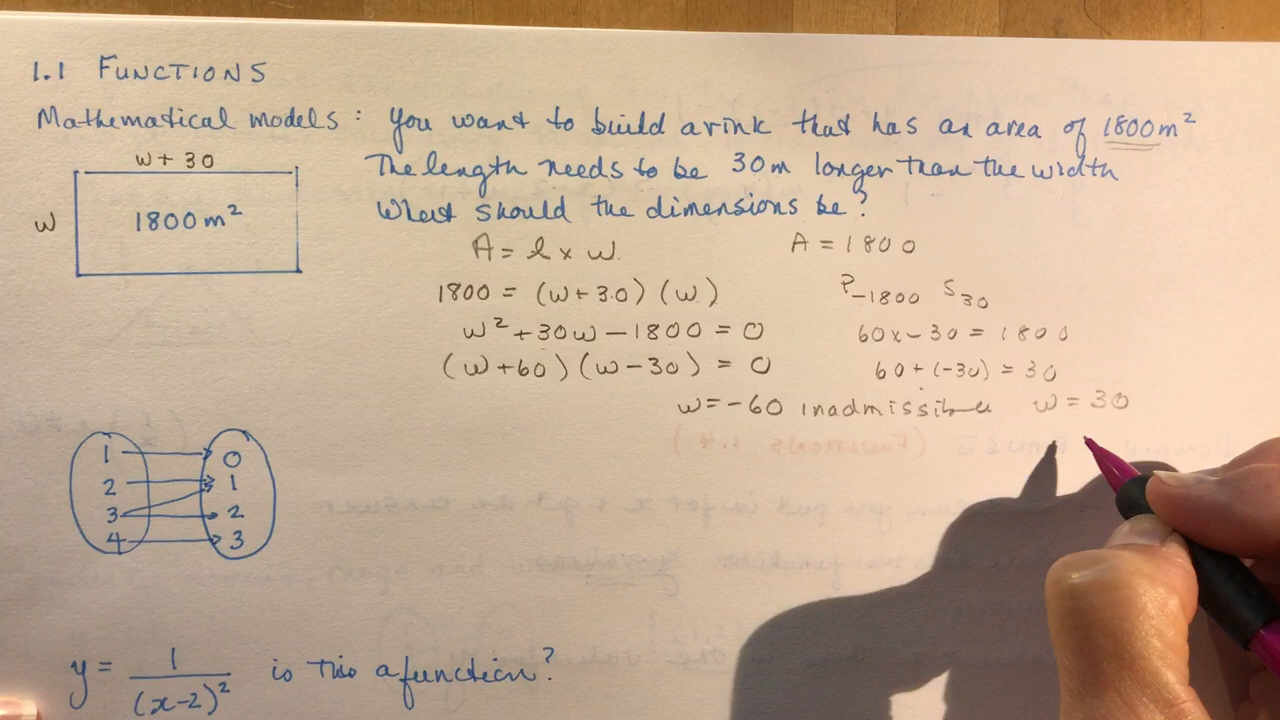 1.1 FUNCTIONS
Mathematical models: You want to build a rink that has an area of 1800m²
The length needs to be 30m longer than the width
What should the dimensions be?
w + 30
w
1800m²
A = l x w. A = 1800
1800 = (w+30)(w) P -1800 S 30
w² + 30w - 1800 = 0 60x-30 = 1800
(w+60)(w-30) = 0 60 + (-30) = 30
w = -60 inadmissible w = 30
1 0
2 1
3 2
4 3
y = 1/(x-2)² is this a function?